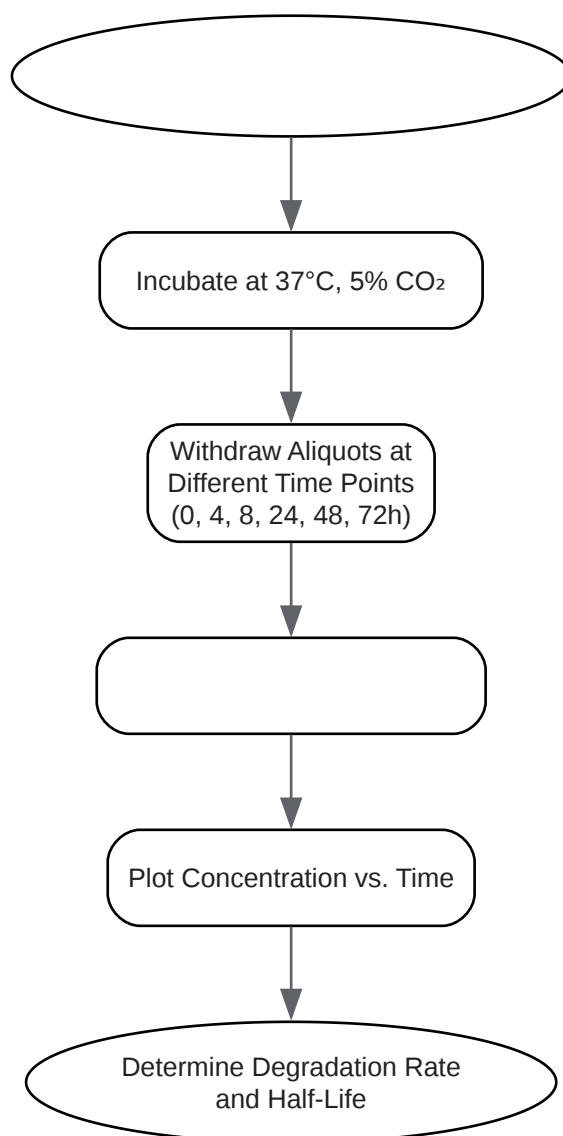 Incubate at 37°C, 5% CO₂
Withdraw Aliquots at
Different Time Points
(0, 4, 8, 24, 48, 72h)
Plot Concentration vs. Time
Determine Degradation Rate
and Half-Life